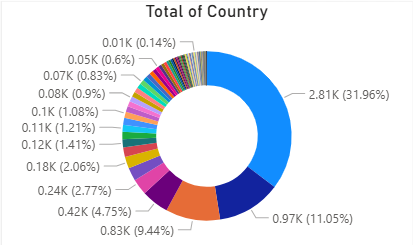 Total of Country
0.01K (0.14%)
0.05K (0.6%)
0.07K (0.83%)
0.08K (0.9%)
0.1K (1.08%)
0.11K (1.21%)
0.12K (1.41%)
0.18K (2.06%)
0.24K (2.77%)
0.42K (4.75%)
0.83K (9.44%)
0.97K (11.05%)
2.81K (31.96%)